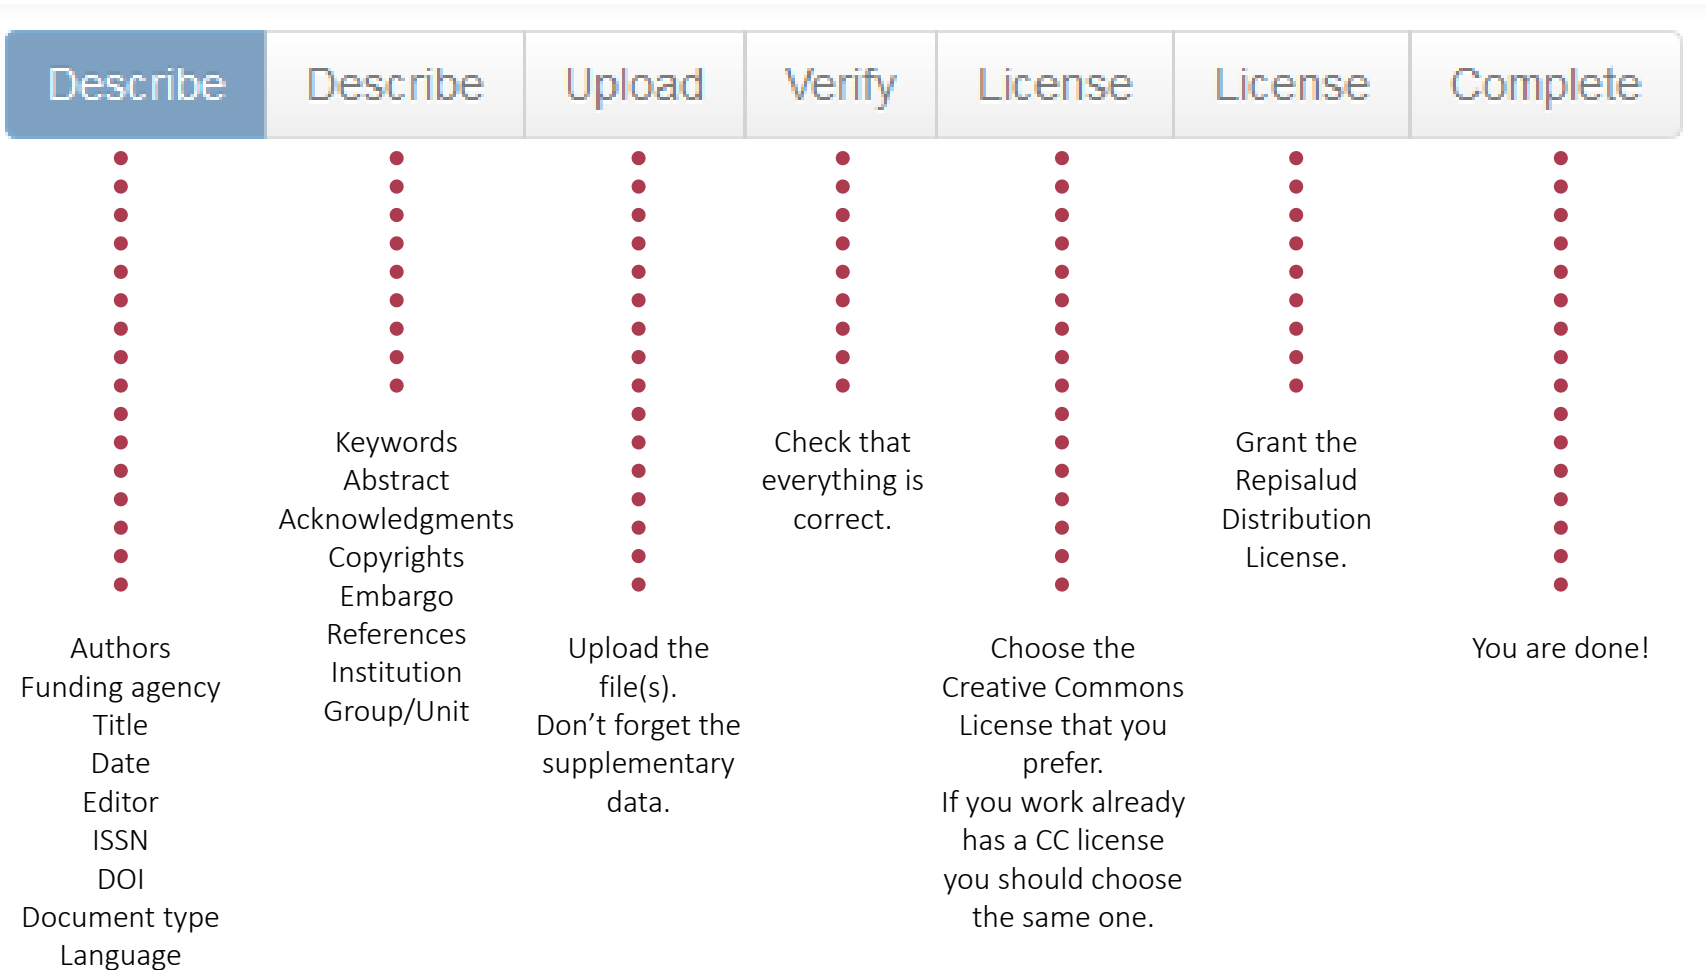 Describe
Describe
Upload
Verify
License
License
Complete
Authors
Funding agency
Title
Date
Editor
ISSN
DOI
Document type
Language
Keywords
Abstract
Acknowledgments
Copyrights
Embargo
References
Institution
Group/Unit
Upload the
file(s).
Don’t forget the
supplementary
data.
Check that
everything is
correct.
Choose the
Creative Commons
License that you
prefer.
If you work already
has a CC license
you should choose
the same one.
Grant the
Repisalud
Distribution
License.
You are done!